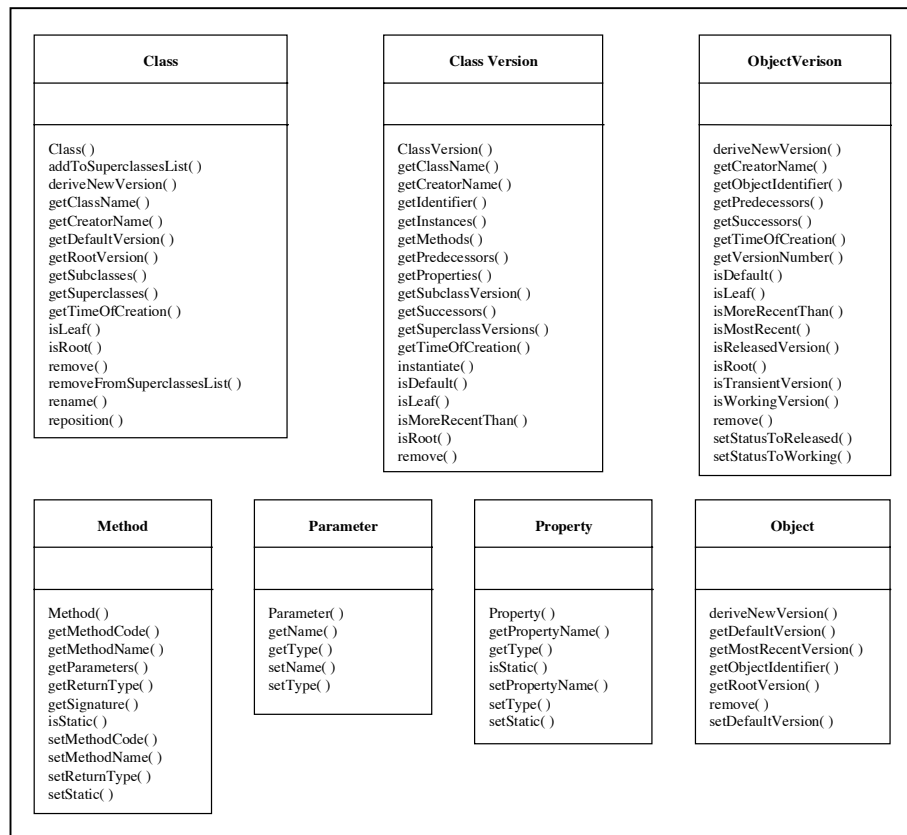 Class
Class( )
addToSuperclassesList( )
deriveNewVersion( )
getClassName( )
getCreatorName( )
getDefaultVersion( )
getRootVersion( )
getSubclasses( )
getSuperclasses( )
getTimeOfCreation( )
isLeaf( )
isRoot( )
remove( )
removeFromSuperclassesList( )
rename( )
reposition( )
Class Version
ClassVersion( )
getClassName( )
getCreatorName( )
getIdentifier( )
getInstances( )
getMethods( )
getPredecessors( )
getProperties( )
getSubclassVersion( )
getSuccessors( )
getSuperclassVersions( )
getTimeOfCreation( )
instantiate( )
isDefault( )
isLeaf( )
isMoreRecentThan( )
isRoot( )
remove( )
ObjectVerison
deriveNewVersion( )
getCreatorName( )
getObjectIdentifier( )
getPredecessors( )
getSuccessors( )
getTimeOfCreation( )
getVersionNumber( )
isDefault( )
isLeaf( )
isMoreRecentThan( )
isMostRecent( )
isReleasedVersion( )
isRoot( )
isTransientVersion( )
isWorkingVersion( )
remove( )
setStatusToReleased( )
setStatusToWorking( )
Method
Method( )
getMethodCode( )
getMethodName( )
getParameters( )
getReturnType( )
getSignature( )
isStatic( )
setMethodCode( )
setMethodName( )
setReturnType( )
setStatic( )
Parameter
Parameter( )
getName( )
getType( )
setName( )
setType( )
Property
Property( )
getPropertyName( )
getType( )
isStatic( )
setPropertyName( )
setType( )
setStatic( )
Object
deriveNewVersion( )
getDefaultVersion( )
getMostRecentVersion( )
getObjectIdentifier( )
getRootVersion( )
remove( )
setDefaultVersion( )